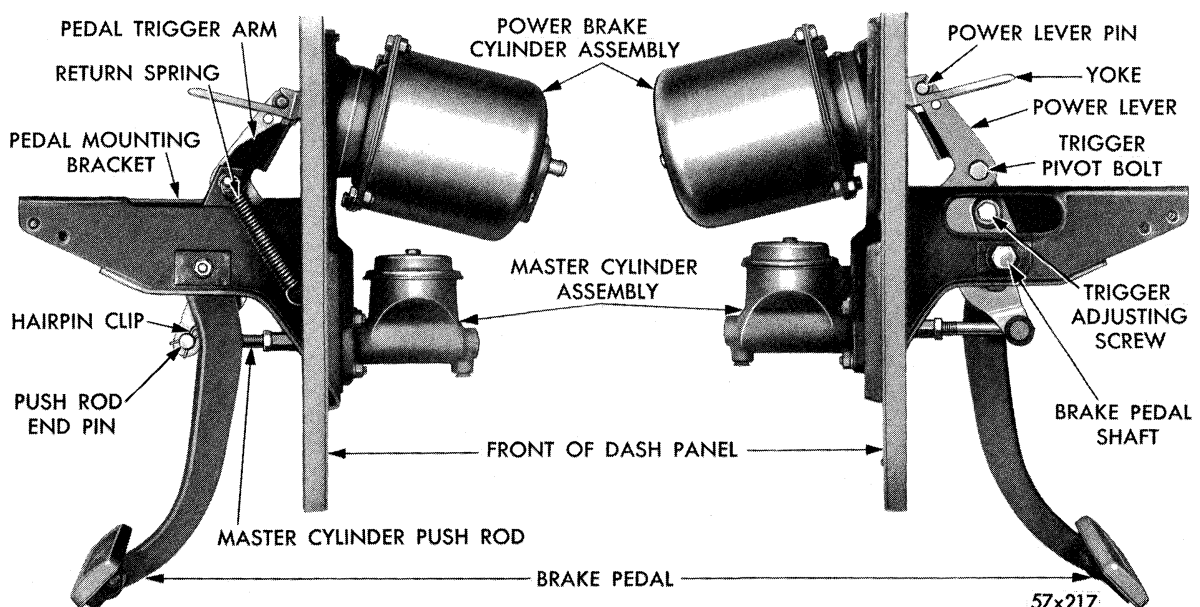 PEDAL TRIGGER ARM
RETURN SPRING
PEDAL MOUNTING
BRACKET
HAIRPIN CLIP
PUSH ROD
END PIN
MASTER CYLINDER PUSH ROD
POWER BRAKE
CYLINDER ASSEMBLY
MASTER CYLINDER
ASSEMBLY
FRONT OF DASH PANEL
BRAKE PEDAL
POWER LEVER PIN
YOKE
POWER LEVER
TRIGGER
PIVOT BOLT
TRIGGER
ADJUSTING
SCREW
BRAKE PEDAL
SHAFT
57x217